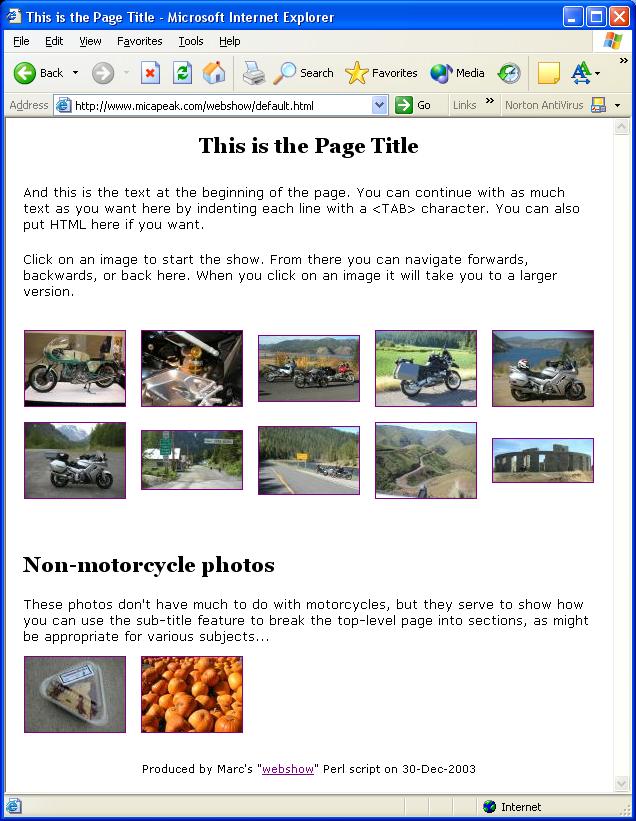 This is the Page Title - Microsoft Internet Explorer
File Edit View Favorites Tools Help
Back Search Favorites Media
Address http://www.micapeak.com/webshow/default.html Go Links » Norton AntiVirus
This is the Page Title
And this is the text at the beginning of the page. You can continue with as much
text as you want here by indenting each line with a <TAB> character. You can also
put HTML here if you want.
Click on an image to start the show. From there you can navigate forwards,
backwards, or back here. When you click on an image it will take you to a larger
version.
Non-motorcycle photos
These photos don't have much to do with motorcycles, but they serve to show how
you can use the sub-title feature to break the top-level page into sections, as might
be appropriate for various subjects...
Produced by Marc's "webshow" Perl script on 30-Dec-2003
Internet